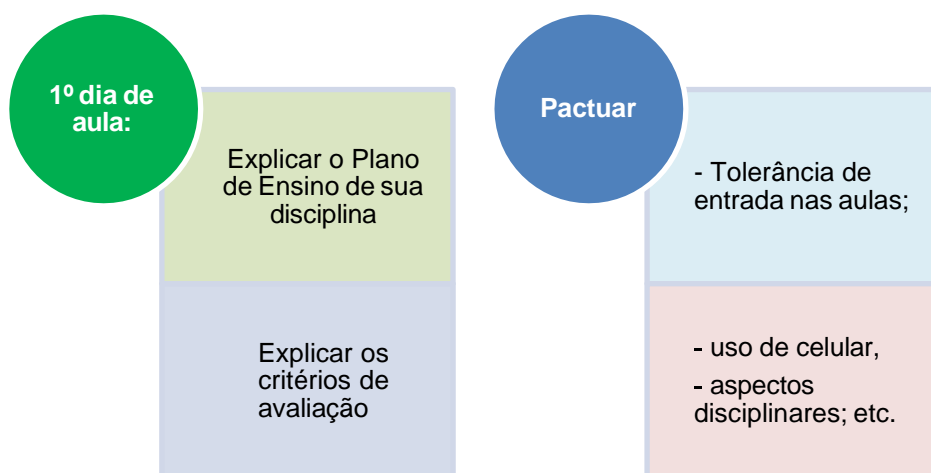 1º dia de
aula:
Explicar o Plano
de Ensino de sua
disciplina
Explicar os
critérios de
avaliação
Pactuar
- Tolerância de
entrada nas aulas;
- uso de celular,
- aspectos
disciplinares; etc.